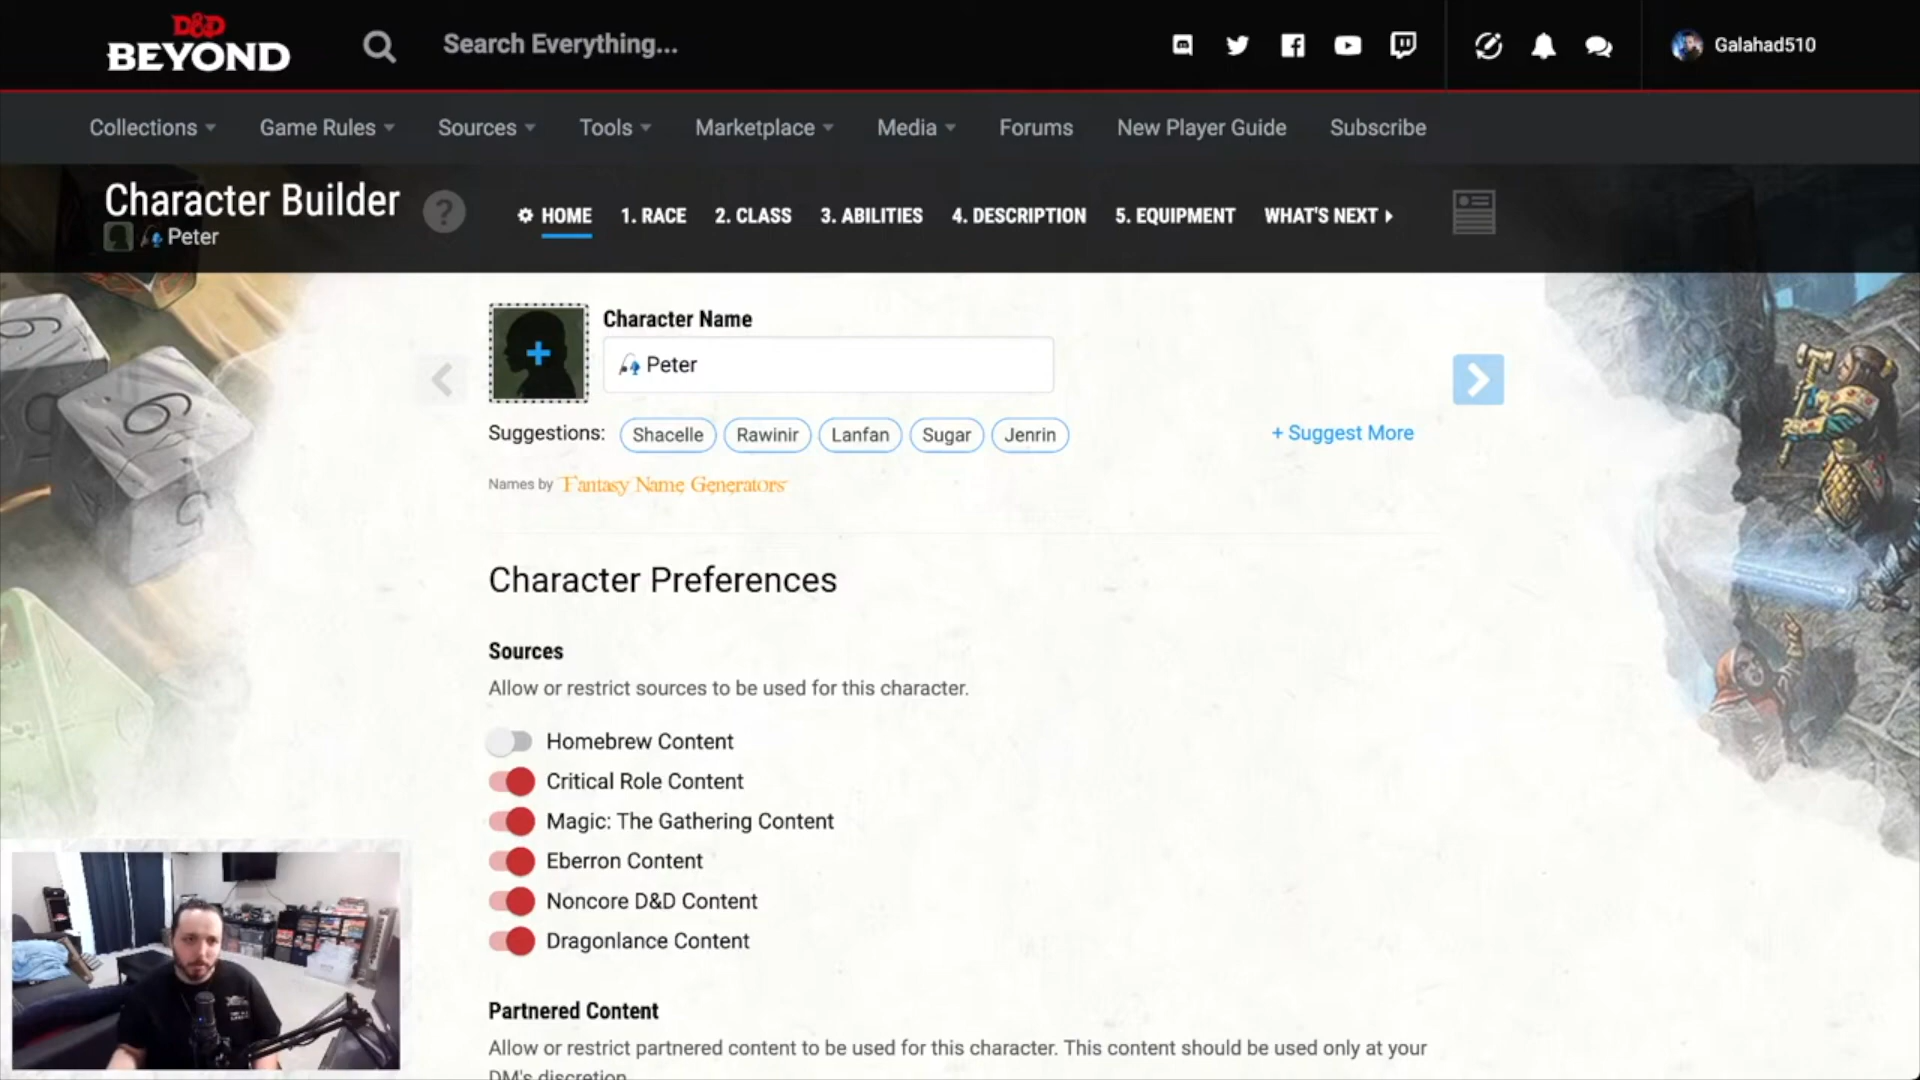 D&D
BEYOND
Search Everything...
Galahad510
Collections
Game Rules
Sources
Tools
Marketplace
Media
Forums
New Player Guide
Subscribe
Character Builder
?
Peter
HOME
1. RACE
2. CLASS
3. ABILITIES
4. DESCRIPTION
5. EQUIPMENT
WHAT'S NEXT
Character Name
Peter
Suggestions:
Shacelle
Rawinir
Lanfan
Sugar
Jenrin
+ Suggest More
Names by Fantasy Name Generators
Character Preferences
Sources
Allow or restrict sources to be used for this character.
Homebrew Content
Critical Role Content
Magic: The Gathering Content
Eberron Content
Noncore D&D Content
Dragonlance Content
Partnered Content
Allow or restrict partnered content to be used for this character. This content should be used only at your
DM's discretion.